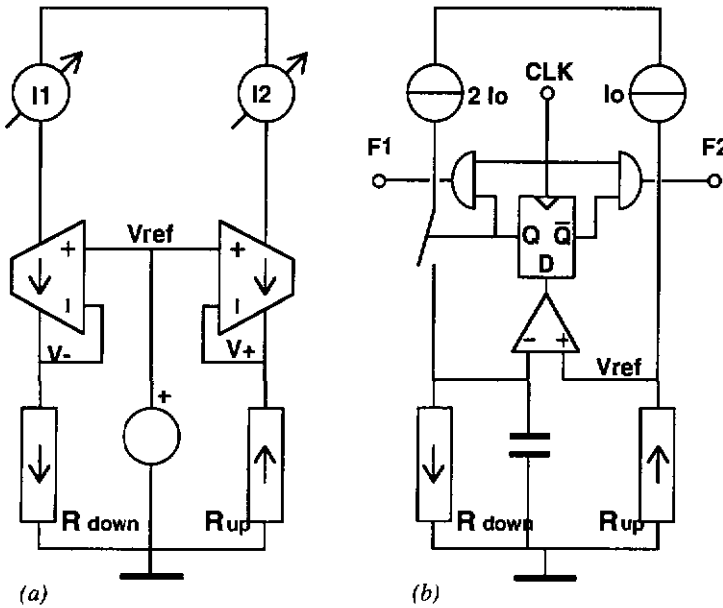 I1
I2
+
Vref
+
I
I
V-
V+
+
R down
R up
(a)
2 Io
CLK
Io
F1
F2
Q
Q̅
D
-
+
Vref
R down
R up
(b)